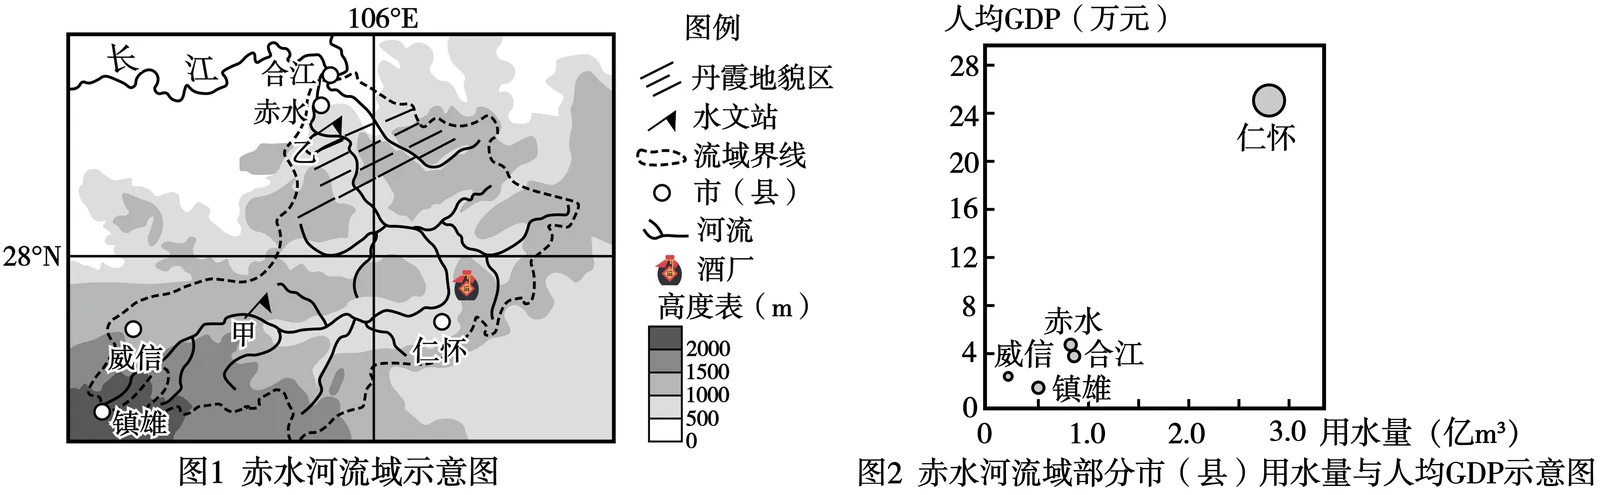 106°E
长 江
合江
赤水
乙
28°N
甲
威信
仁怀
镇雄
图1 赤水河流域示意图
图例
丹霞地貌区
水文站
流域界线
市（县）
河流
酒厂
高度表（m）
2000
1500
1000
500
0
人均GDP（万元）
28
24
20
16
12
8
4
0
仁怀
赤水
威信
合江
镇雄
0 1.0 2.0 3.0 用水量（亿m³）
图2 赤水河流域部分市（县）用水量与人均GDP示意图